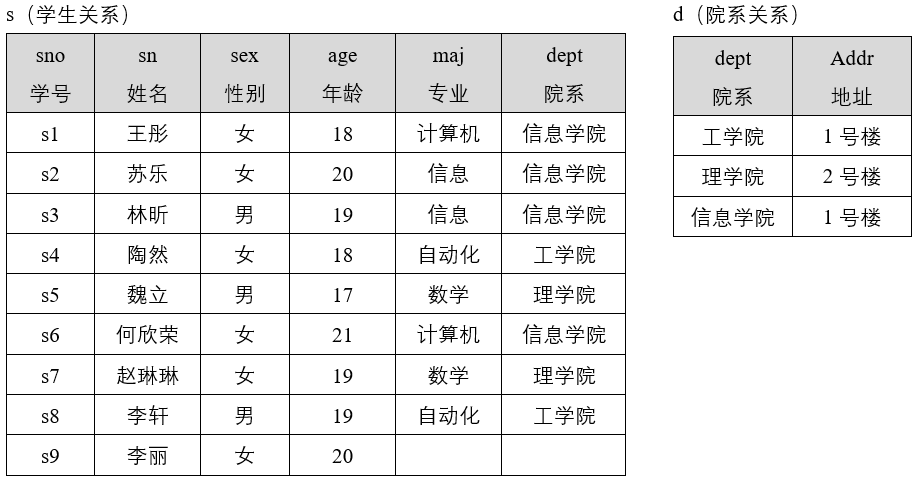 s（学生关系）
sno sn sex age maj dept
学号 姓名 性别 年龄 专业 院系
s1 王彤 女 18 计算机 信息学院
s2 苏乐 女 20 信息 信息学院
s3 林昕 男 19 信息 信息学院
s4 陶然 女 18 自动化 工学院
s5 魏立 男 17 数学 理学院
s6 何欣荣 女 21 计算机 信息学院
s7 赵琳琳 女 19 数学 理学院
s8 李轩 男 19 自动化 工学院
s9 李丽 女 20
d（院系关系）
dept Addr
院系 地址
工学院 1 号楼
理学院 2 号楼
信息学院 1 号楼